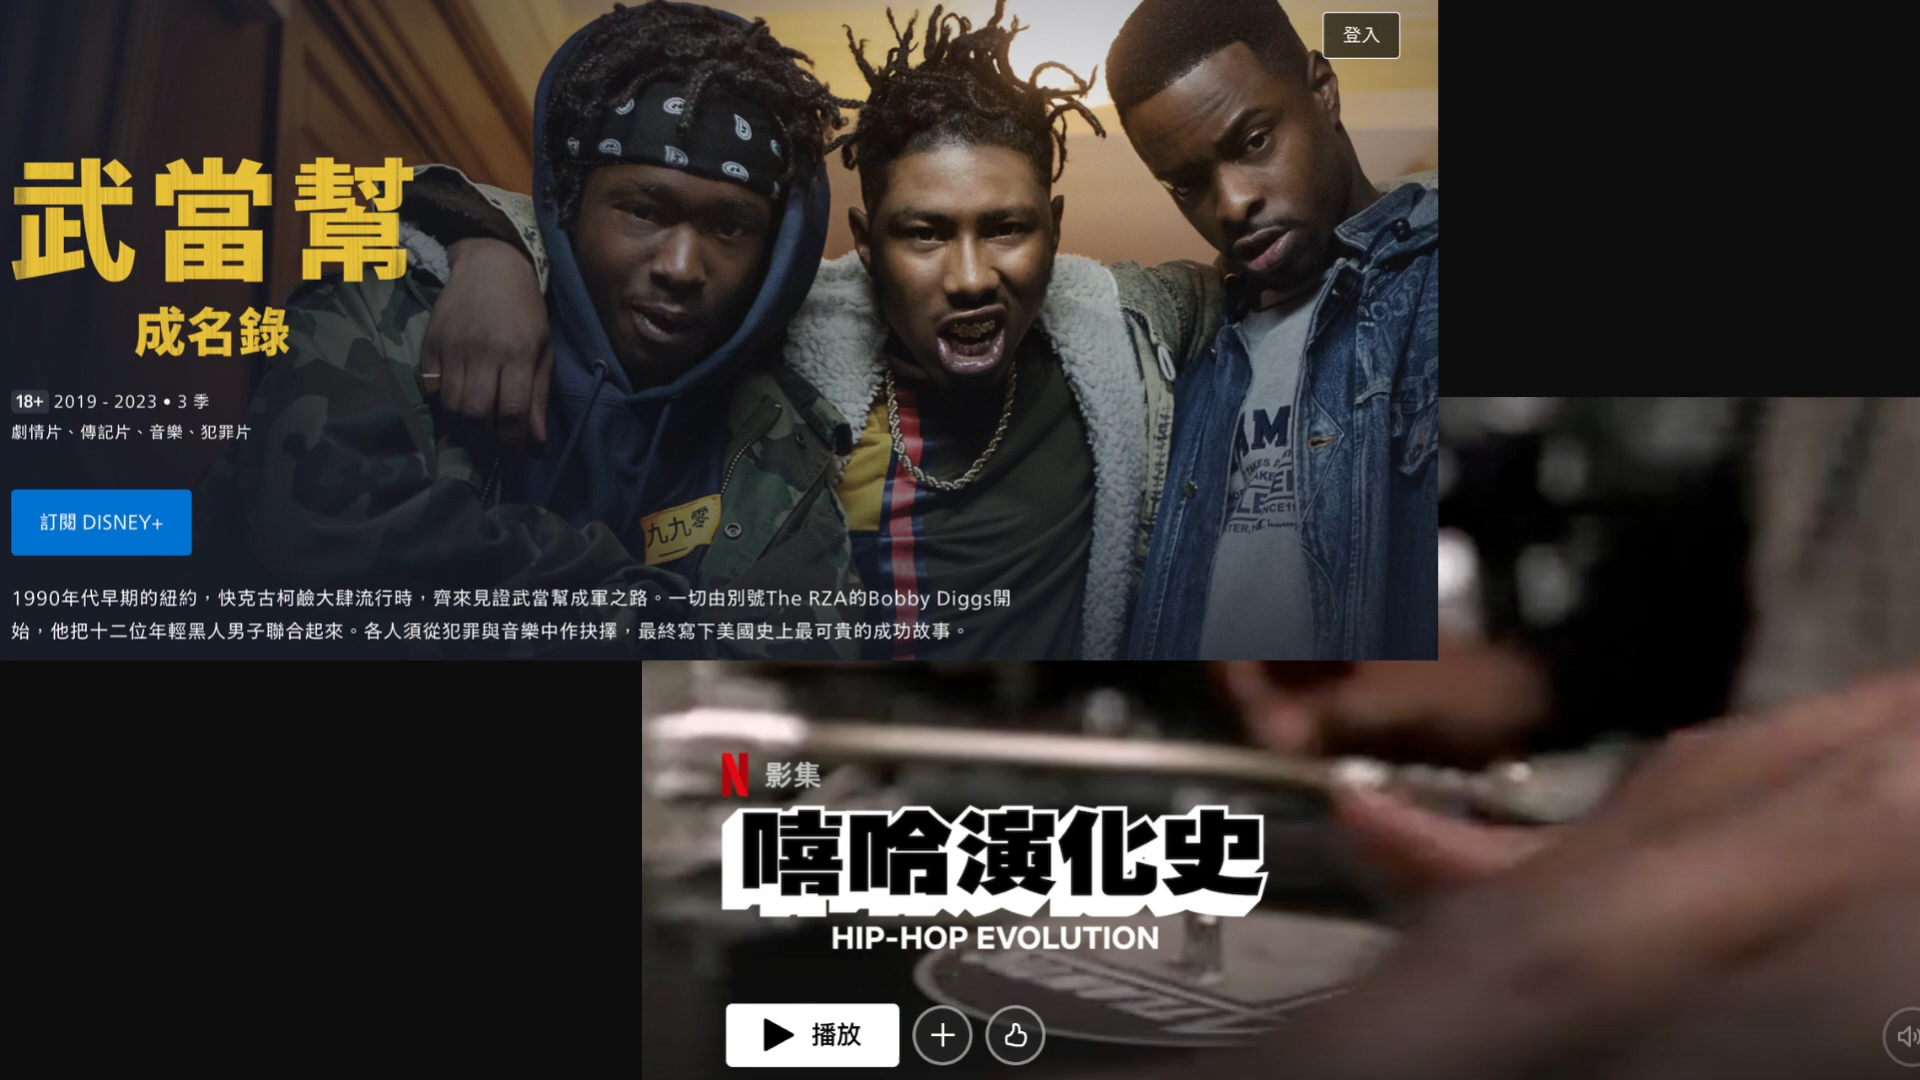 登入
武當幫
成名錄
18+ 2019 - 2023 • 3 季
劇情片、傳記片、音樂、犯罪片
訂閱 DISNEY+
九九零
1990年代早期的紐約，快克古柯鹼大肆流行時，齊來見證武當幫成軍之路。一切由別號The RZA的Bobby Diggs開
始，他把十二位年輕黑人男子聯合起來。各人須從犯罪與音樂中作抉擇，最終寫下美國史上最可貴的成功故事。
N 影集
嘻哈演化史
HIP-HOP EVOLUTION
播放